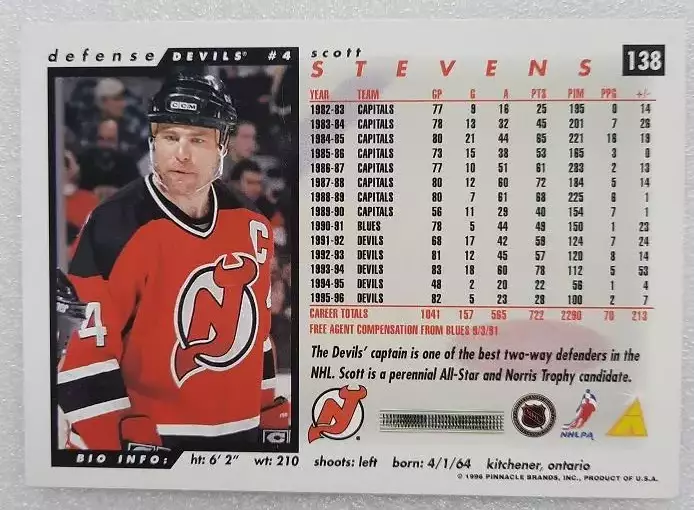 defense DEVILS® #4
scott
STEVENS 138
YEAR TEAM GP G A PTS PIM PPG +/-
1982-83 CAPITALS 77 9 16 25 195 0 14
1983-84 CAPITALS 78 13 32 45 201 7 26
1984-85 CAPITALS 80 21 44 65 221 16 19
1985-86 CAPITALS 73 15 38 53 165 3 0
1986-87 CAPITALS 77 10 51 61 283 2 13
1987-88 CAPITALS 80 12 60 72 184 5 14
1988-89 CAPITALS 80 7 61 68 225 6 1
1989-90 CAPITALS 56 11 29 40 154 7 1
1990-91 BLUES 78 5 44 49 150 1 23
1991-92 DEVILS 68 17 42 59 124 7 24
1992-93 DEVILS 81 12 45 57 120 8 14
1993-94 DEVILS 83 18 60 78 112 5 53
1994-95 DEVILS 48 2 20 22 56 1 4
1995-96 DEVILS 82 5 23 28 100 2 7
CAREER TOTALS 1041 157 565 722 2290 70 213
FREE AGENT COMPENSATION FROM BLUES 9/3/91
The Devils' captain is one of the best two-way defenders in the
NHL. Scott is a perennial All-Star and Norris Trophy candidate.
CCM
C
4
NHL
NHLPA
C
BIO INFO: ht: 6' 2" wt: 210 shoots: left born: 4/1/64 kitchener, ontario
© 1996 PINNACLE BRANDS, INC., PRODUCT OF U.S.A.